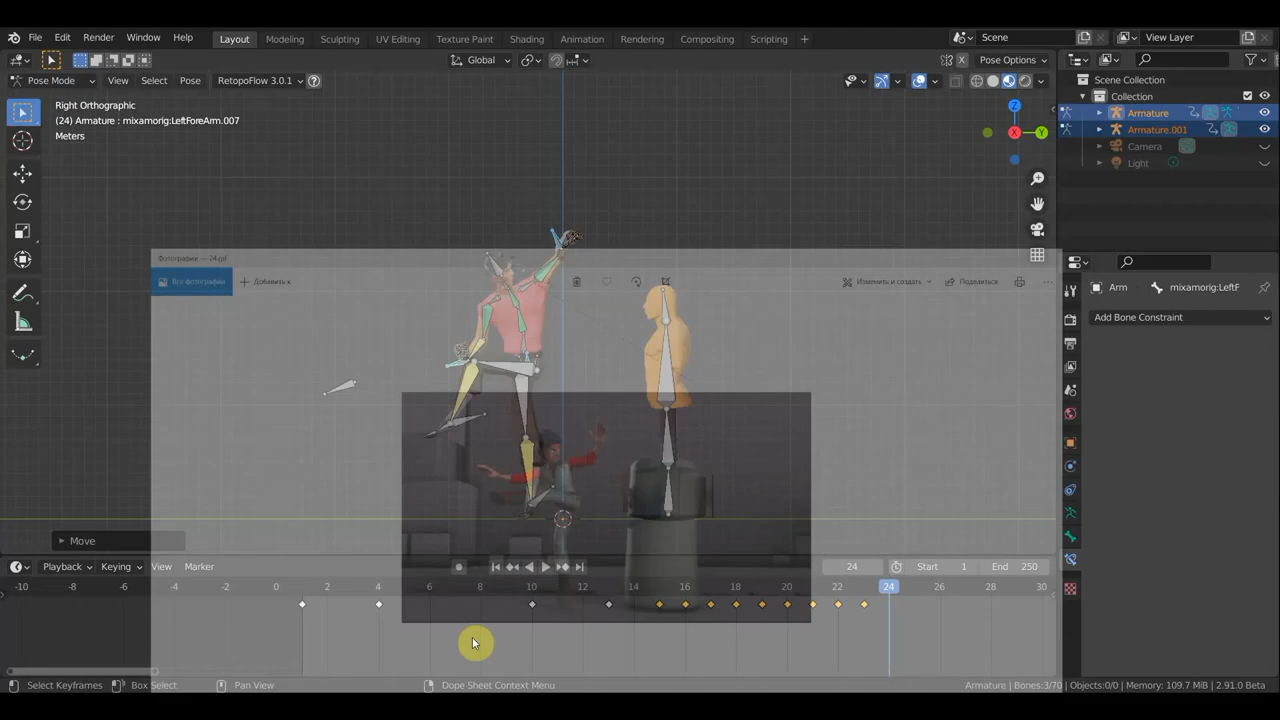 File Edit Render Window Help Layout Modeling Sculpting UV Editing Texture Paint Shading Animation Rendering Compositing Scripting + Scene View Layer
Global Pose Options
Pose Mode View Select Pose RetopoFlow 3.0.1
Scene Collection
Collection
Right Orthographic
(24) Armature : mixamorig:LeftForeArm.007
Meters
Armature
Armature.001
Camera
Light
Z
X
Y
Фотографии — 24.gif
Все фотографии Добавить к Изменить и создать Поделиться
Arm mixamorig:LeftF
Add Bone Constraint
Move
Playback Keying View Marker 24 Start 1 End 250
-4 -2 2 4 6 8 10 12 14 16 18 20 22 24 26 28 30
Select Keyframes Box Select Pan View Dope Sheet Context Menu Armature | Bones:3/70 | Objects:0/0 | Memory: 109.7 MiB | 2.91.0 Beta